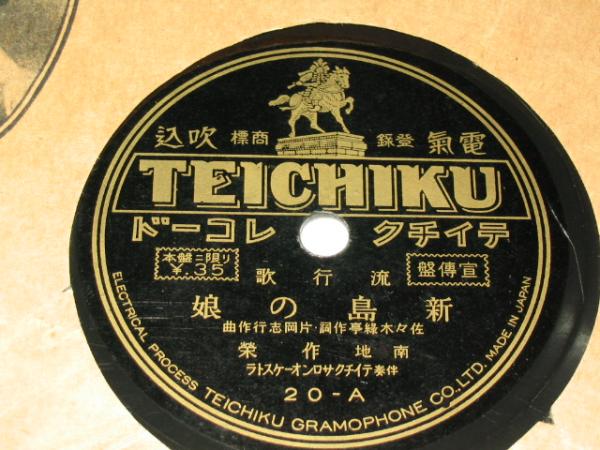 電氣 登錄 商標 吹込
TEICHIKU
テイチク レコード
宣傳盤
流行歌
本盤ニ限リ
¥.35
新島の娘
佐々木綠亭作詞・片岡志行作曲
南地作榮
伴奏テイチクサロンオーケストラ
20-A
ELECTRICAL PROCESS TEICHIKU GRAMOPHONE CO., LTD. MADE IN JAPAN